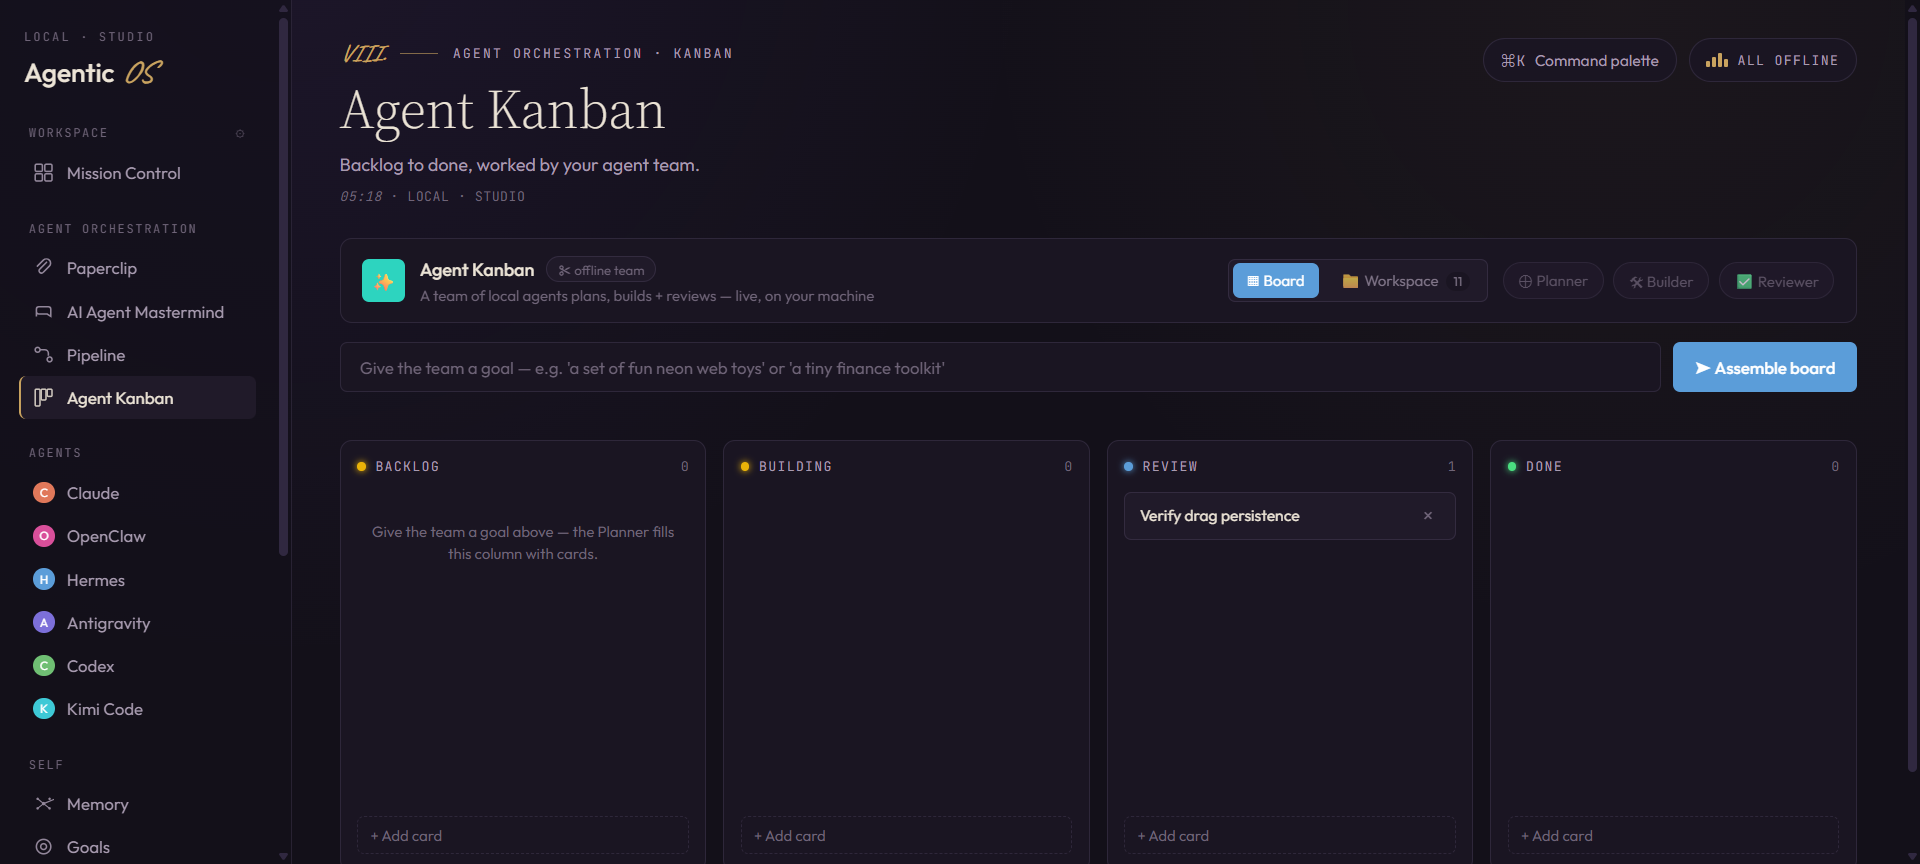 LOCAL · STUDIO
Agentic OS
WORKSPACE
Mission Control
AGENT ORCHESTRATION
Paperclip
AI Agent Mastermind
Pipeline
Agent Kanban
AGENTS
C Claude
O OpenClaw
H Hermes
A Antigravity
C Codex
K Kimi Code
SELF
Memory
Goals
VIII. AGENT ORCHESTRATION · KANBAN
⌘K Command palette
ALL OFFLINE
Agent Kanban
Backlog to done, worked by your agent team.
05:18 · LOCAL · STUDIO
Agent Kanban offline team
A team of local agents plans, builds + reviews — live, on your machine
Board Workspace 11 Planner Builder Reviewer
Give the team a goal — e.g. 'a set of fun neon web toys' or 'a tiny finance toolkit'
➤ Assemble board
BACKLOG 0
Give the team a goal above — the Planner fills
this column with cards.
+ Add card
BUILDING 0
+ Add card
REVIEW 1
Verify drag persistence ×
+ Add card
DONE 0
+ Add card